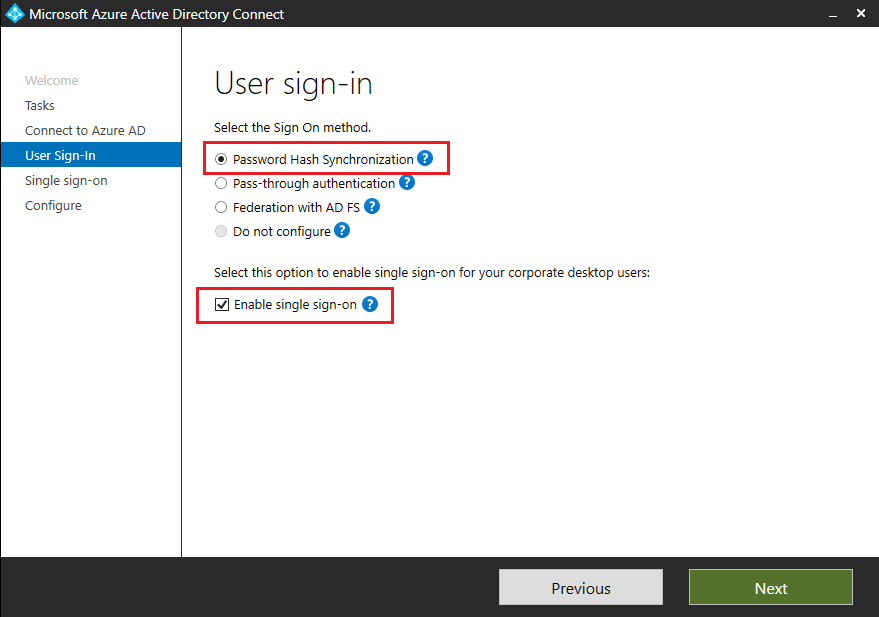 Microsoft Azure Active Directory Connect
Welcome
Tasks
Connect to Azure AD
User Sign-In
Single sign-on
Configure
User sign-in
Select the Sign On method.
Password Hash Synchronization ?
Pass-through authentication ?
Federation with AD FS ?
Do not configure ?
Select this option to enable single sign-on for your corporate desktop users:
Enable single sign-on ?
Previous
Next